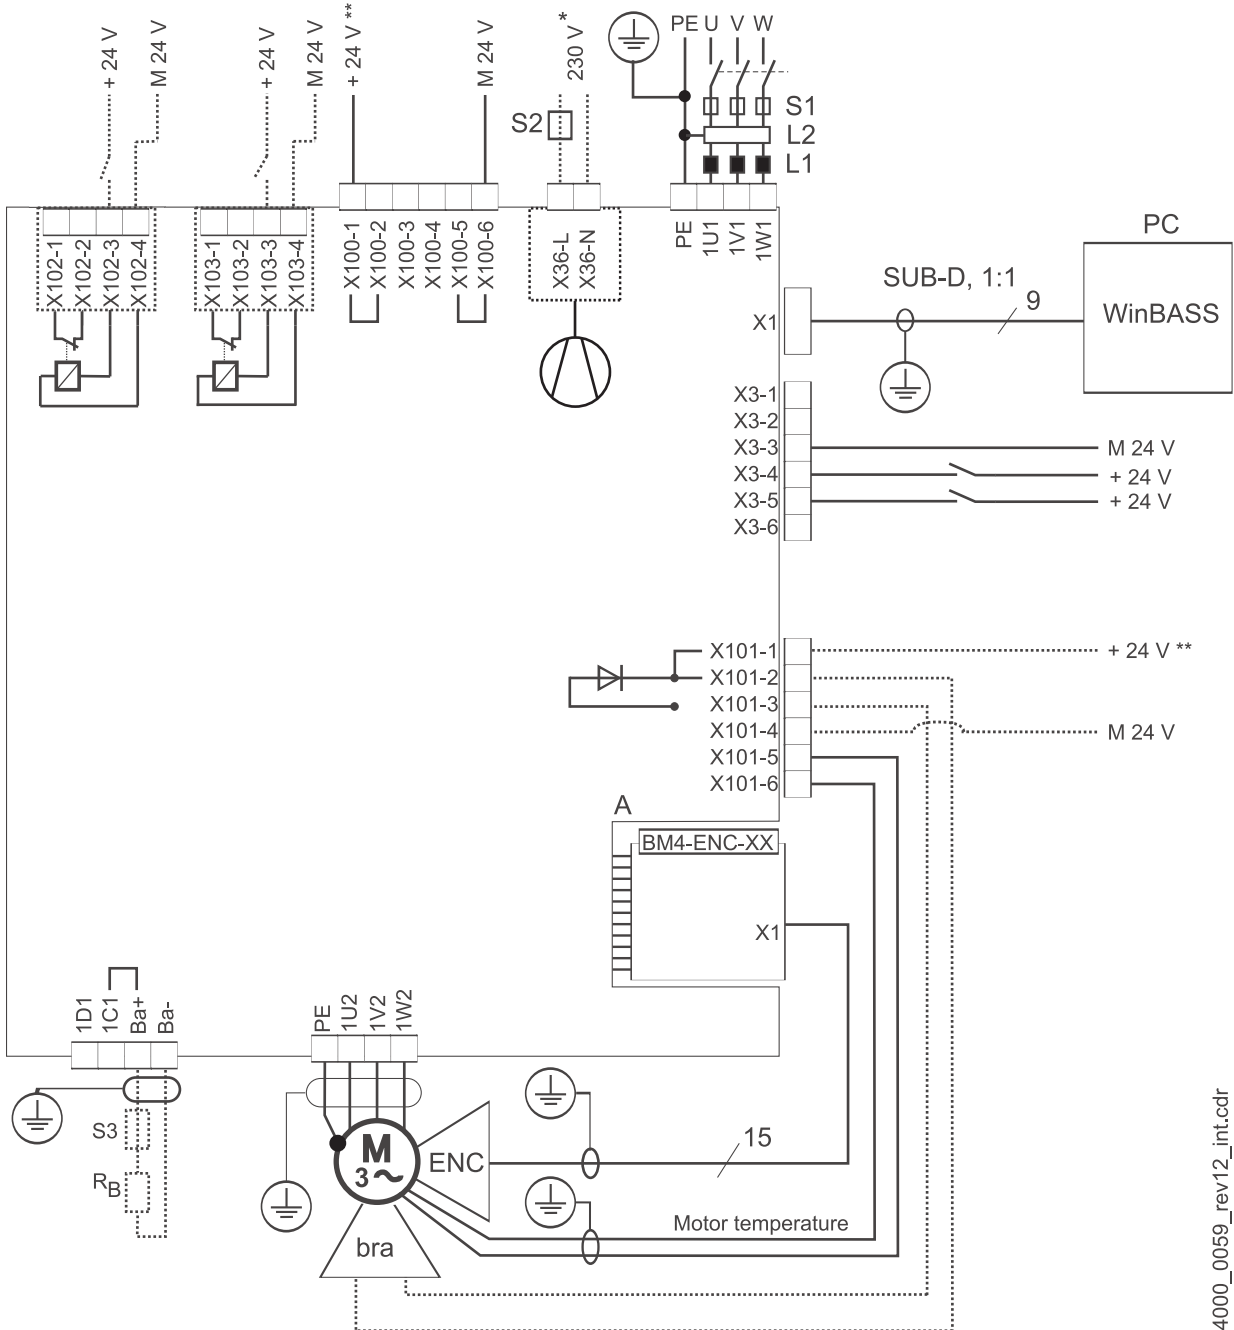 + 24 V
M 24 V
+ 24 V
M 24 V
+ 24 V **
M 24 V
230 V *
PE U V W
S2
S1
L2
L1
X102-1
X102-2
X102-3
X102-4
X103-1
X103-2
X103-3
X103-4
X100-1
X100-2
X100-3
X100-4
X100-5
X100-6
X36-L
X36-N
PE
1U1
1V1
1W1
PC
WinBASS
SUB-D, 1:1
9
X1
X3-1
X3-2
X3-3
M 24 V
X3-4
+ 24 V
X3-5
+ 24 V
X3-6
X101-1
+ 24 V **
X101-2
X101-3
X101-4
M 24 V
X101-5
X101-6
A
BM4-ENC-XX
X1
1D1
1C1
Ba+
Ba-
PE
1U2
1V2
1W2
S3
RB
M
3~
ENC
15
Motor temperature
bra
4000_0059_rev12_int.cdr